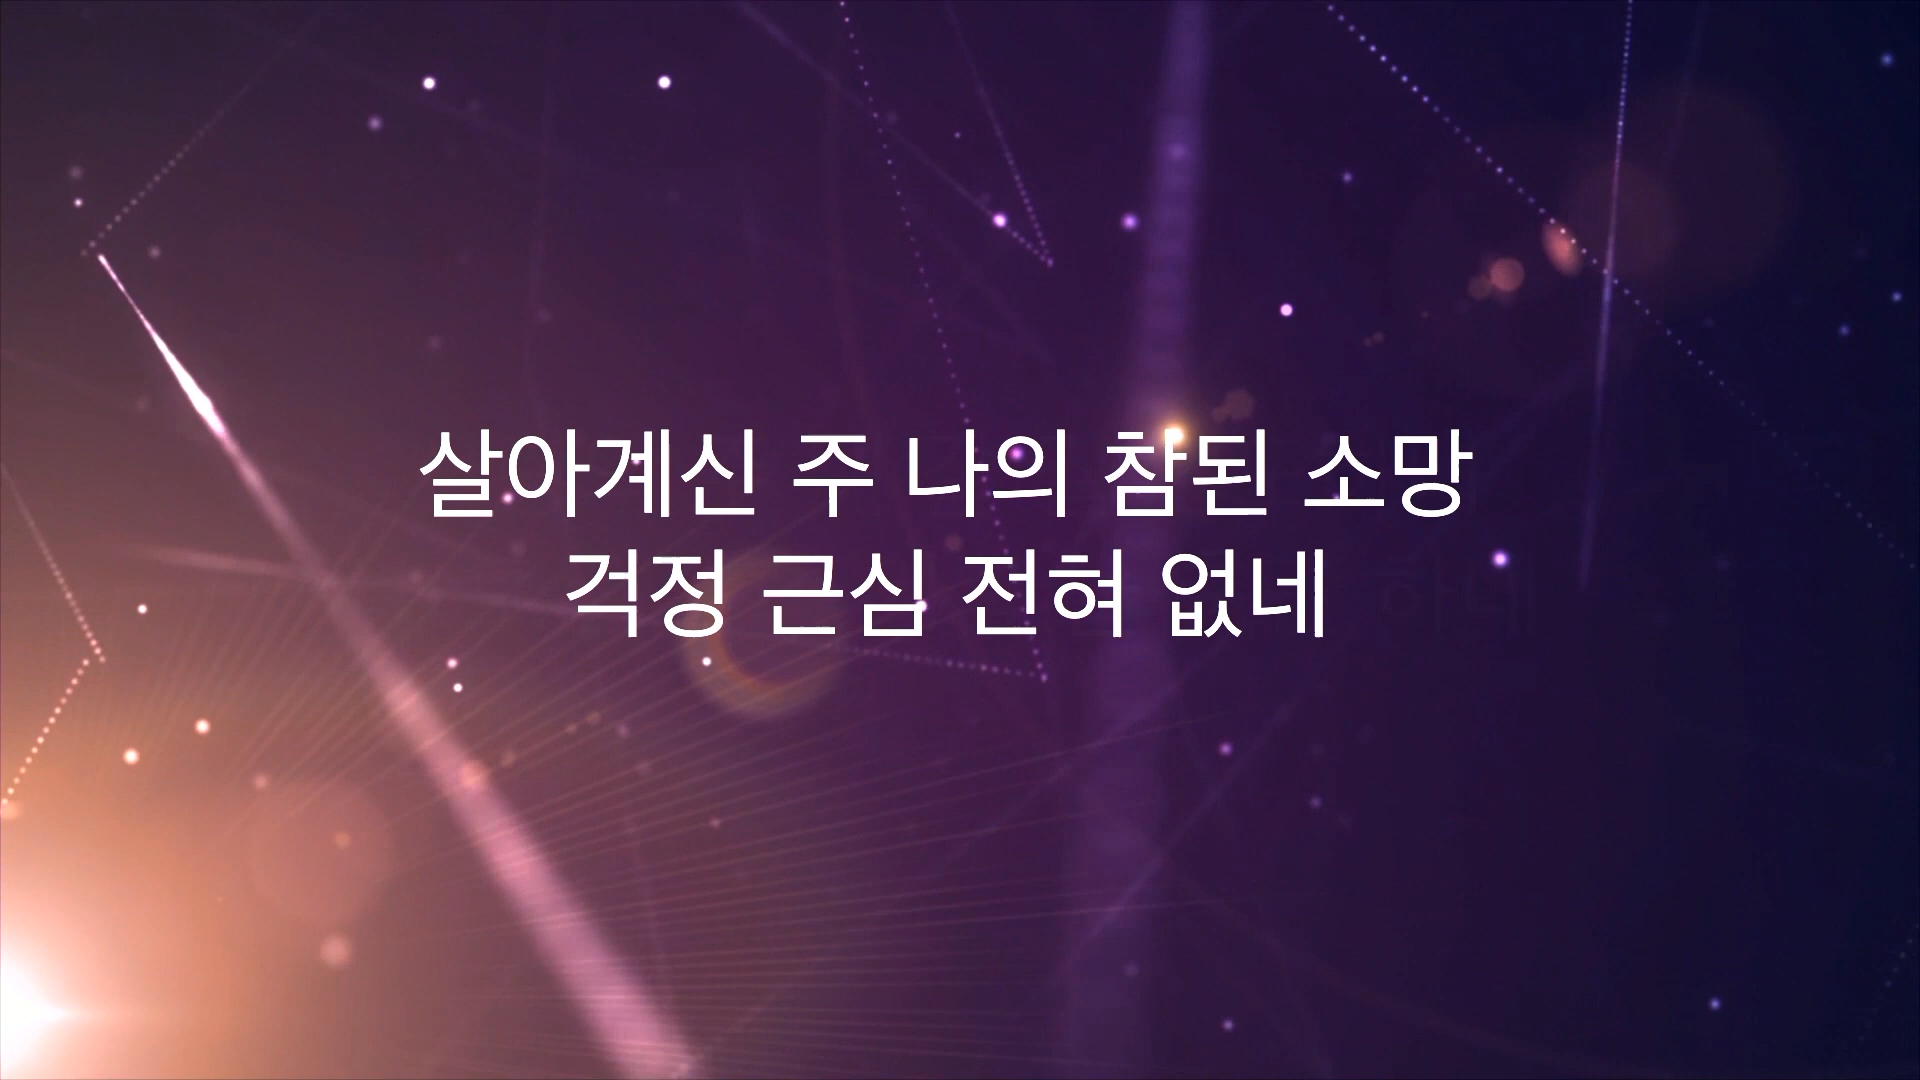 살아계신 주 나의 참된 소망
걱정 근심 전혀 없네